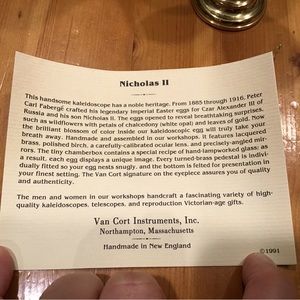 Nicholas II
This handsome kaleidoscope has a noble heritage. From 1885 through 1916, Peter
Carl Fabergé crafted his legendary imperial Easter eggs for Czar Alexander III of
Russia and his son Nicholas II. The eggs opened to reveal breathtaking surprises,
such as wildflowers with petals of chalcedony (white opal) and leaves of gold. Now
the brilliant blossom of color inside our kaleidoscopic egg will truly take your
breath away. Handmade and assembled in our workshops, it features lacquered
brass, polished birch, a carefully-calibrated ocular lens, and precisely-angled mir-
rors. The tiny chamberbox contains a special recipe of hand-lampworked glass: as
a result, each egg displays a unique image. Every turned-brass pedestal is indivi-
dually fitted so your egg nests snugly, and the bottom is felted for presentation in
your finest setting. The Van Cort signature on the eyepiece assures you of quality
and authenticity.
The men and women in our workshops handcraft a fascinating variety of high-
quality kaleidoscopes, telescopes, and reproduction Victorian-age gifts.
Van Cort Instruments, Inc.
Northampton, Massachusetts
Handmade in New England
©1991